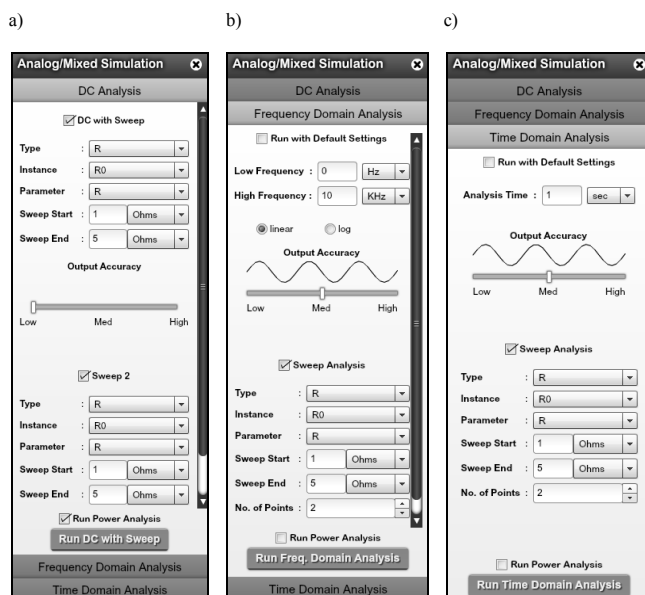 a)
Analog/Mixed Simulation
DC Analysis
DC with Sweep
Type : R
Instance : R0
Parameter : R
Sweep Start : 1 Ohms
Sweep End : 5 Ohms
Output Accuracy
Low Med High
Sweep 2
Type : R
Instance : R0
Parameter : R
Sweep Start : 1 Ohms
Sweep End : 5 Ohms
Run Power Analysis
Run DC with Sweep
Frequency Domain Analysis
Time Domain Analysis
b)
Analog/Mixed Simulation
DC Analysis
Frequency Domain Analysis
Run with Default Settings
Low Frequency : 0 Hz
High Frequency : 10 KHz
linear log
Output Accuracy
Low Med High
Sweep Analysis
Type : R
Instance : R0
Parameter : R
Sweep Start : 1 Ohms
Sweep End : 5 Ohms
No. of Points : 2
Run Power Analysis
Run Freq. Domain Analysis
Time Domain Analysis
c)
Analog/Mixed Simulation
DC Analysis
Frequency Domain Analysis
Time Domain Analysis
Run with Default Settings
Analysis Time : 1 sec
Output Accuracy
Low Med High
Sweep Analysis
Type : R
Instance : R0
Parameter : R
Sweep Start : 1 Ohms
Sweep End : 5 Ohms
No. of Points : 2
Run Power Analysis
Run Time Domain Analysis